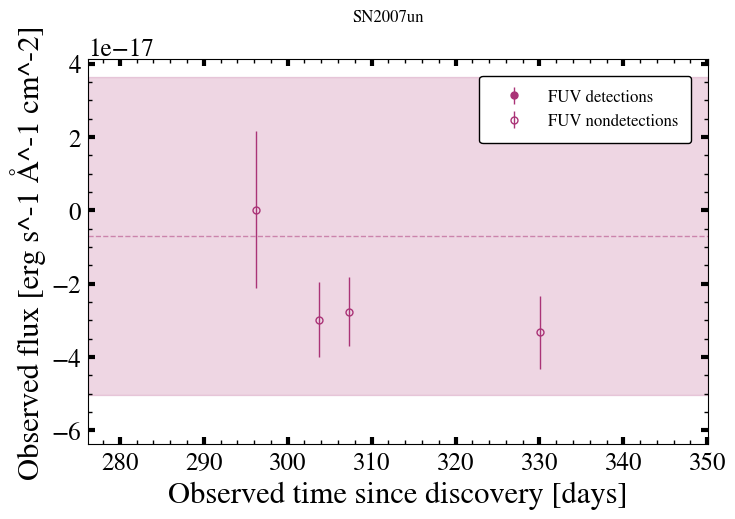 SN2007un
1e−17
Observed flux [erg s^-1 Å^-1 cm^-2]
4
2
0
−2
−4
−6
FUV detections
FUV nondetections
280 290 300 310 320 330 340 350
Observed time since discovery [days]